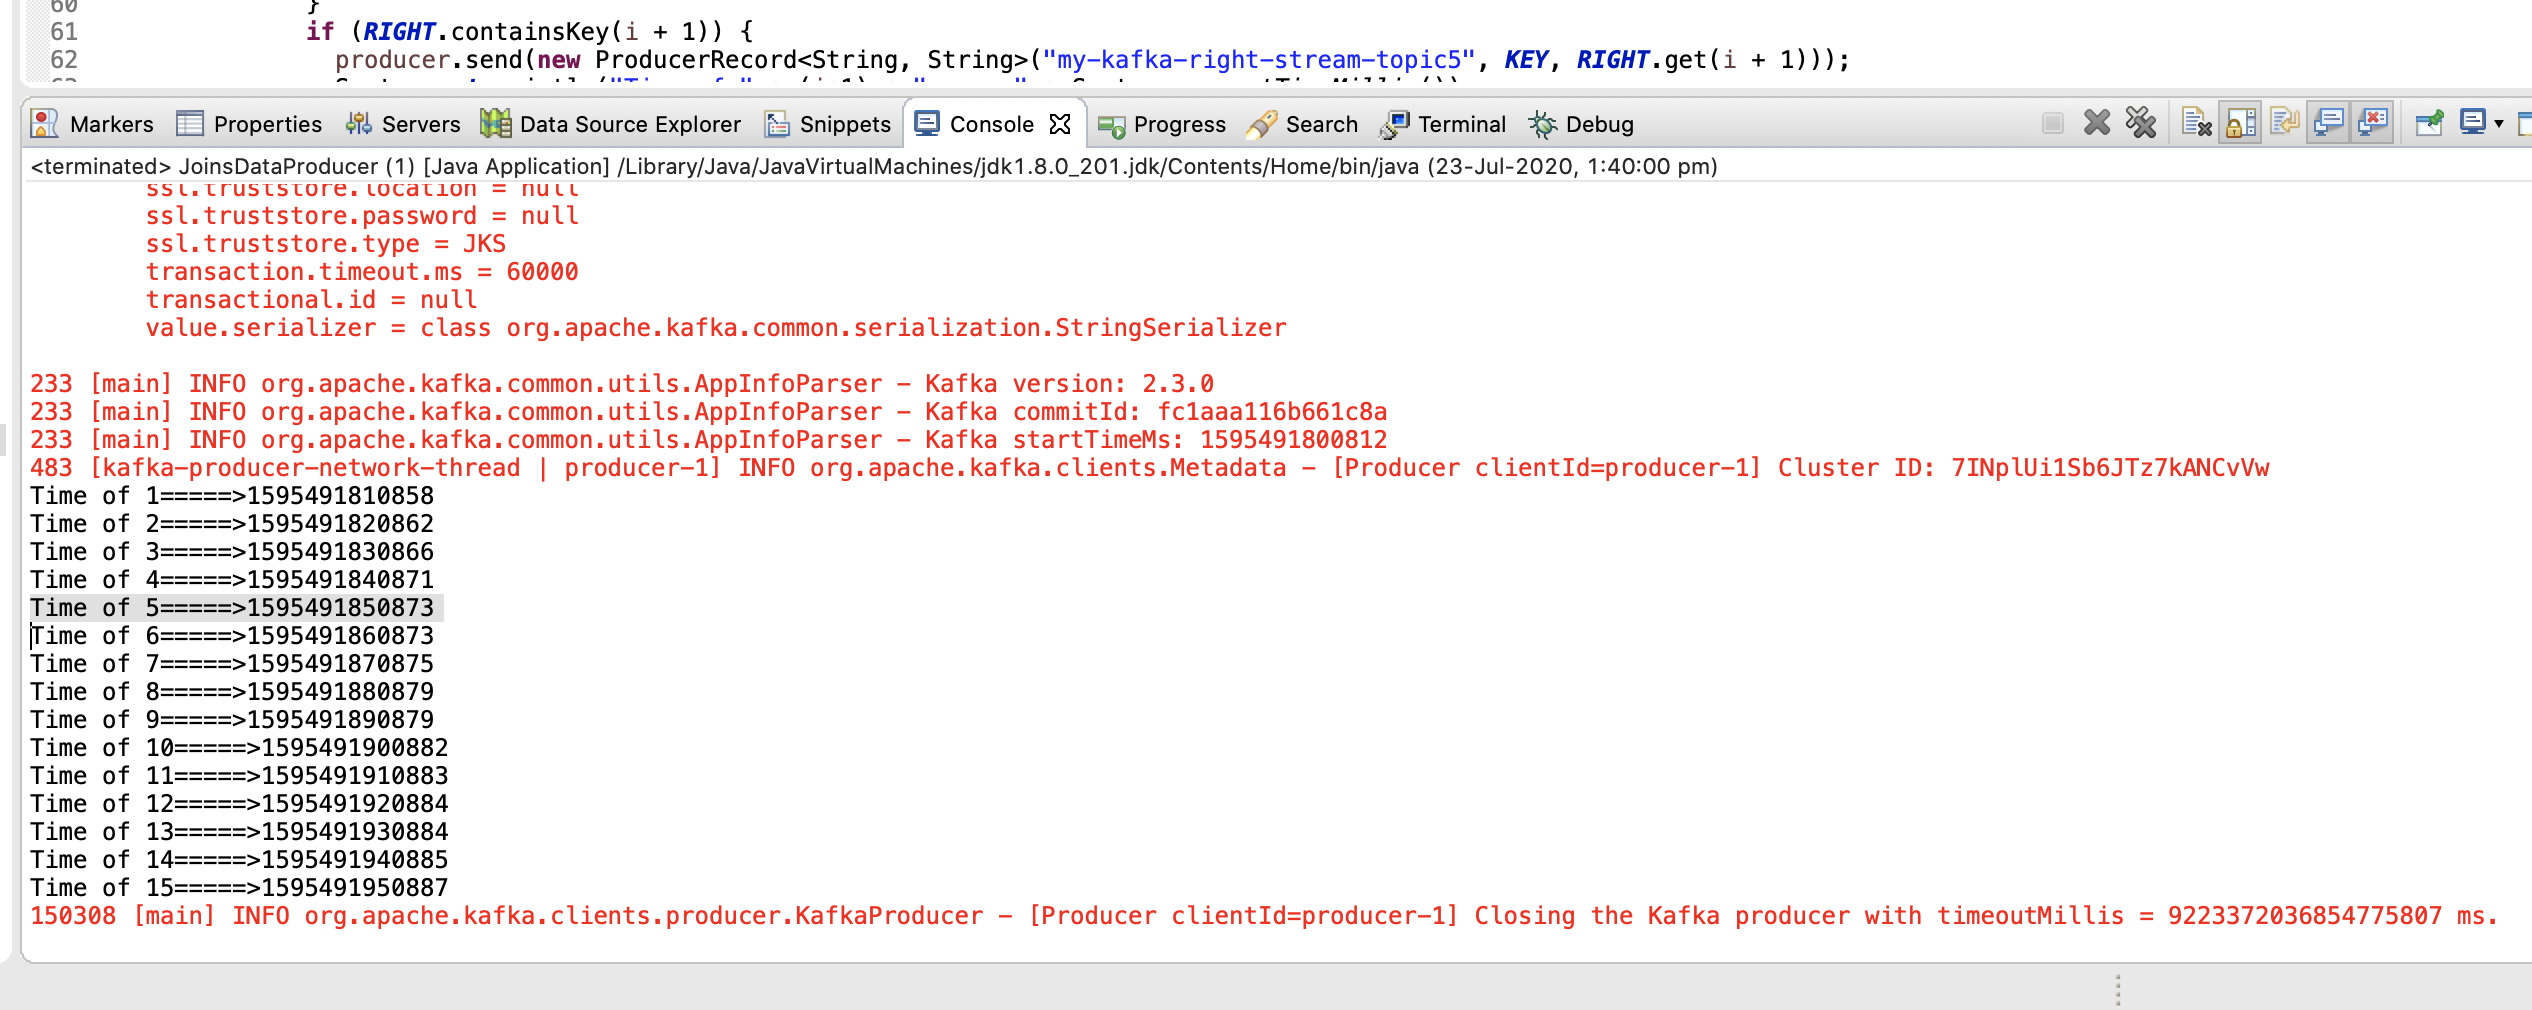 60 }
61 if (RIGHT.containsKey(i + 1)) {
62 producer.send(new ProducerRecord<String, String>("my-kafka-right-stream-topic5", KEY, RIGHT.get(i + 1)));
Markers Properties Servers Data Source Explorer Snippets Console Progress Search Terminal Debug
<terminated> JoinsDataProducer (1) [Java Application] /Library/Java/JavaVirtualMachines/jdk1.8.0_201.jdk/Contents/Home/bin/java (23-Jul-2020, 1:40:00 pm)
ssl.truststore.location = null
ssl.truststore.password = null
ssl.truststore.type = JKS
transaction.timeout.ms = 60000
transactional.id = null
value.serializer = class org.apache.kafka.common.serialization.StringSerializer
233 [main] INFO org.apache.kafka.common.utils.AppInfoParser – Kafka version: 2.3.0
233 [main] INFO org.apache.kafka.common.utils.AppInfoParser – Kafka commitId: fc1aaa116b661c8a
233 [main] INFO org.apache.kafka.common.utils.AppInfoParser – Kafka startTimeMs: 1595491800812
483 [kafka-producer-network-thread | producer-1] INFO org.apache.kafka.clients.Metadata – [Producer clientId=producer-1] Cluster ID: 7INplUi1Sb6JTz7kANCvVw
Time of 1=====>1595491810858
Time of 2=====>1595491820862
Time of 3=====>1595491830866
Time of 4=====>1595491840871
Time of 5=====>1595491850873
Time of 6=====>1595491860873
Time of 7=====>1595491870875
Time of 8=====>1595491880879
Time of 9=====>1595491890879
Time of 10=====>1595491900882
Time of 11=====>1595491910883
Time of 12=====>1595491920884
Time of 13=====>1595491930884
Time of 14=====>1595491940885
Time of 15=====>1595491950887
150308 [main] INFO org.apache.kafka.clients.producer.KafkaProducer – [Producer clientId=producer-1] Closing the Kafka producer with timeoutMillis = 9223372036854775807 ms.